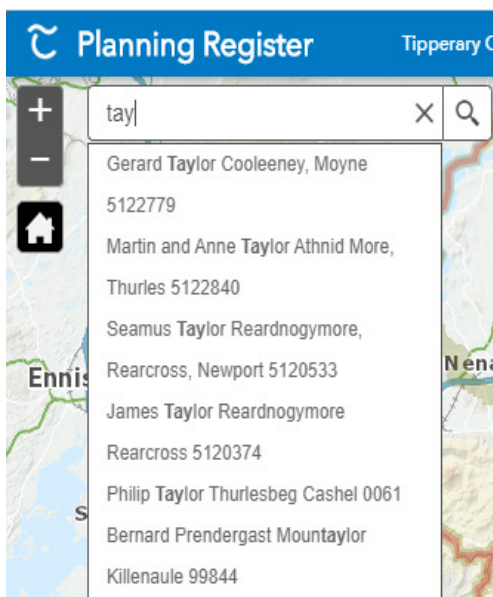 Planning Register
Tipperary C
+
tay
−
Gerard Taylor Cooleeney, Moyne
5122779
Martin and Anne Taylor Athnid More,
Thurles 5122840
Seamus Taylor Reardnogymore,
Rearcross, Newport 5120533
James Taylor Reardnogymore
Rearcross 5120374
Philip Taylor Thurlesbeg Cashel 0061
Bernard Prendergast Mountaylor
Killenaule 99844
Ennis
Nena
S